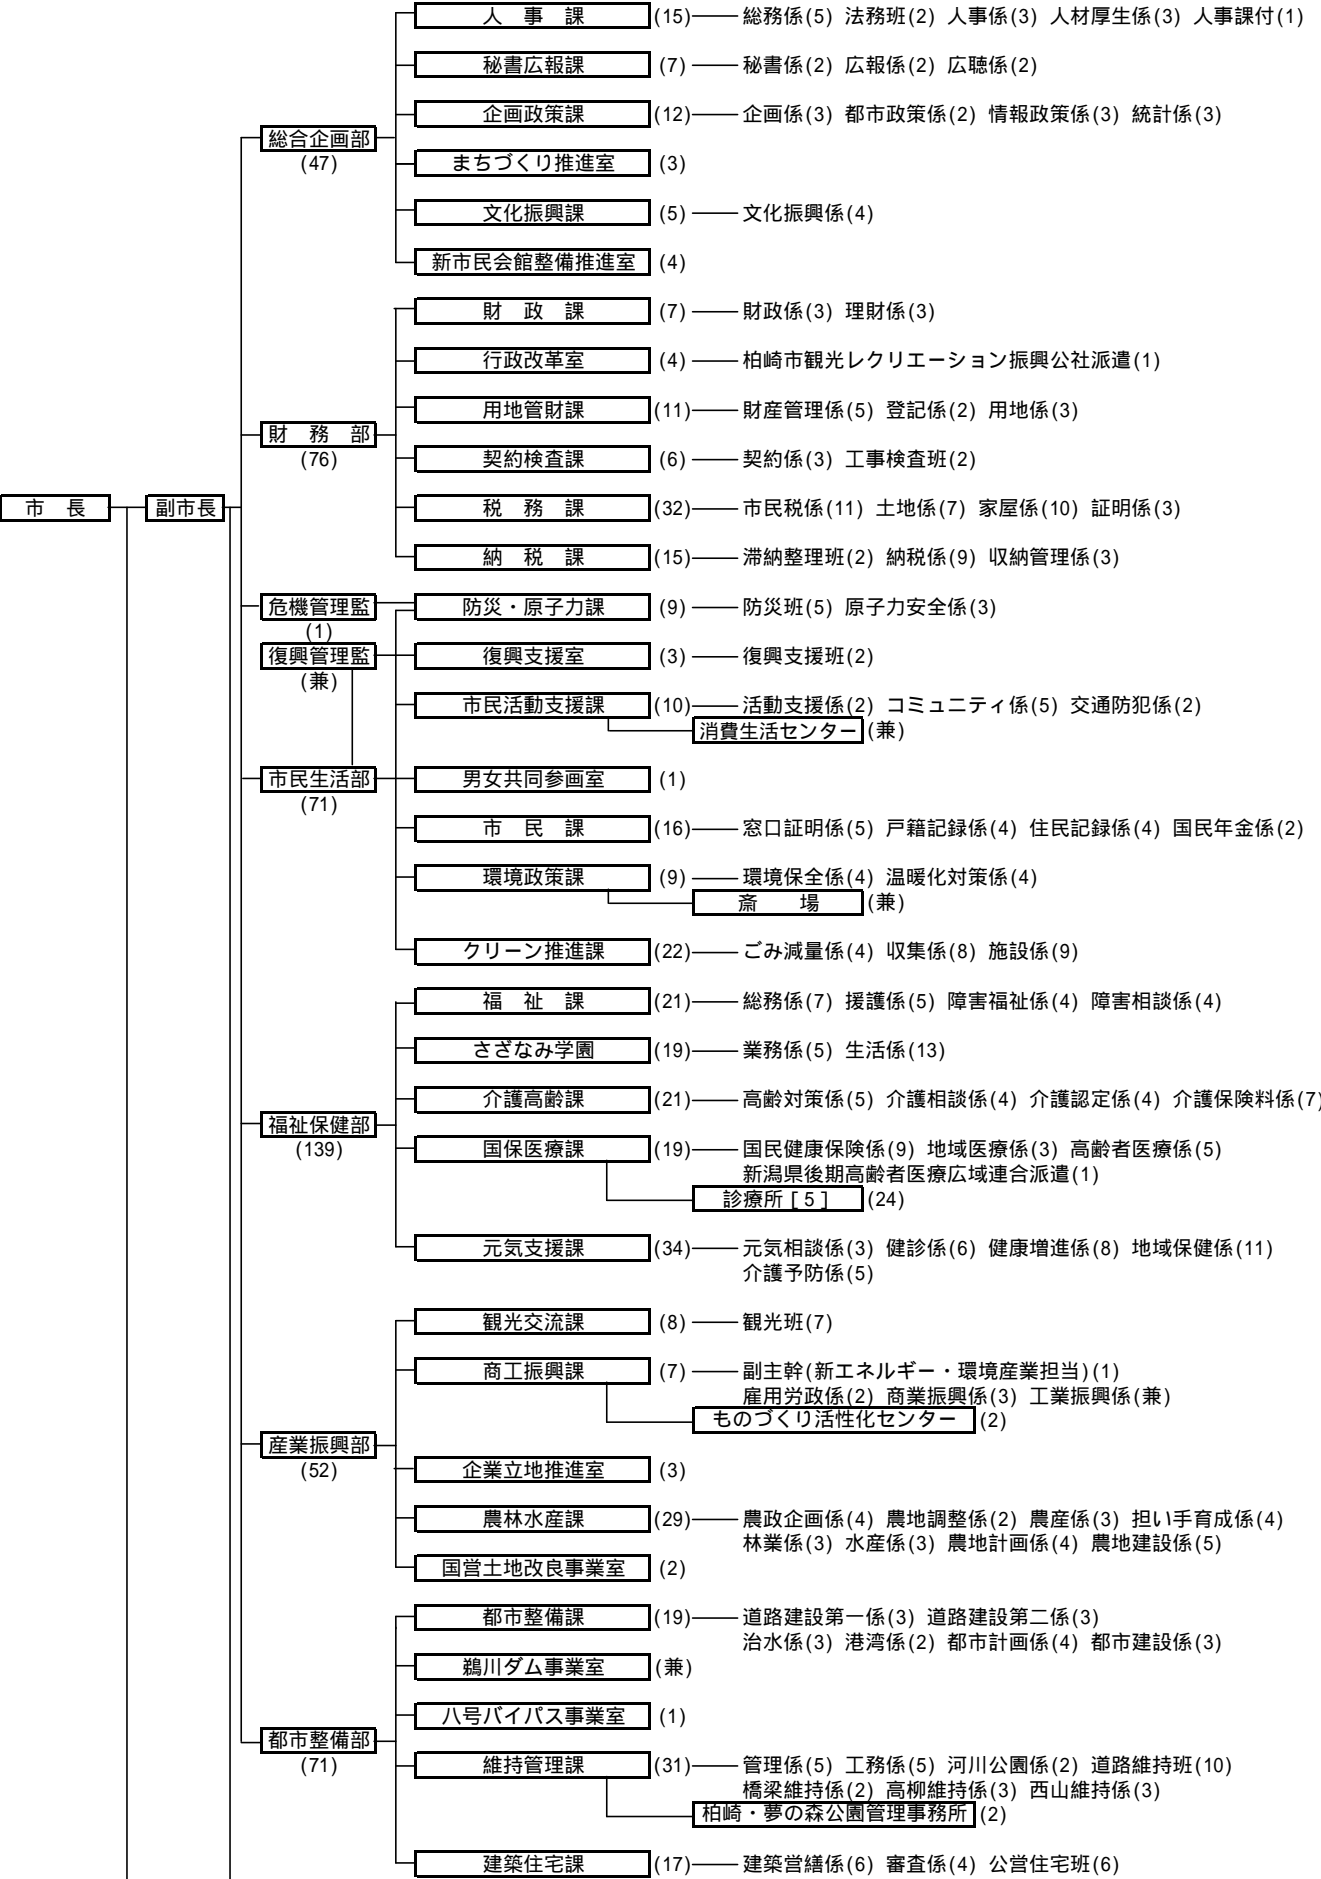 人　事　課 (15) 総務係(5) 法務班(2) 人事係(3) 人材厚生係(3) 人事課付(1)
秘書広報課 (7) 秘書係(2) 広報係(2) 広聴係(2)
企画政策課 (12) 企画係(3) 都市政策係(2) 情報政策係(3) 統計係(3)
総合企画部
(47)
まちづくり推進室 (3)
文化振興課 (5) 文化振興係(4)
新市民会館整備推進室 (4)
財　政　課 (7) 財政係(3) 理財係(3)
行政改革室 (4) 柏崎市観光レクリエーション振興公社派遣(1)
用地管財課 (11) 財産管理係(5) 登記係(2) 用地係(3)
財　務　部
(76)
契約検査課 (6) 契約係(3) 工事検査班(2)
市　長 副市長 税　務　課 (32) 市民税係(11) 土地係(7) 家屋係(10) 証明係(3)
納　税　課 (15) 滞納整理班(2) 納税係(9) 収納管理係(3)
危機管理監 防災・原子力課 (9) 防災班(5) 原子力安全係(3)
(1)
復興管理監 復興支援室 (3) 復興支援班(2)
(兼)
市民活動支援課 (10) 活動支援係(2) コミュニティ係(5) 交通防犯係(2)
消費生活センター (兼)
市民生活部 男女共同参画室 (1)
(71)
市　民　課 (16) 窓口証明係(5) 戸籍記録係(4) 住民記録係(4) 国民年金係(2)
環境政策課 (9) 環境保全係(4) 温暖化対策係(4)
斎　　場 (兼)
クリーン推進課 (22) ごみ減量係(4) 収集係(8) 施設係(9)
福　祉　課 (21) 総務係(7) 援護係(5) 障害福祉係(4) 障害相談係(4)
さざなみ学園 (19) 業務係(5) 生活係(13)
介護高齢課 (21) 高齢対策係(5) 介護相談係(4) 介護認定係(4) 介護保険料係(7)
福祉保健部
(139)
国保医療課 (19) 国民健康保険係(9) 地域医療係(3) 高齢者医療係(5)
新潟県後期高齢者医療広域連合派遣(1)
診療所［5］ (24)
元気支援課 (34) 元気相談係(3) 健診係(6) 健康増進係(8) 地域保健係(11)
介護予防係(5)
観光交流課 (8) 観光班(7)
商工振興課 (7) 副主幹(新エネルギー・環境産業担当)(1)
雇用労政係(2) 商業振興係(3) 工業振興係(兼)
ものづくり活性化センター (2)
産業振興部
(52)
企業立地推進室 (3)
農林水産課 (29) 農政企画係(4) 農地調整係(2) 農産係(3) 担い手育成係(4)
林業係(3) 水産係(3) 農地計画係(4) 農地建設係(5)
国営土地改良事業室 (2)
都市整備課 (19) 道路建設第一係(3) 道路建設第二係(3)
治水係(3) 港湾係(2) 都市計画係(4) 都市建設係(3)
鵜川ダム事業室 (兼)
八号バイパス事業室 (1)
都市整備部
(71)
維持管理課 (31) 管理係(5) 工務係(5) 河川公園係(2) 道路維持班(10)
橋梁維持係(2) 高柳維持係(3) 西山維持係(3)
柏崎・夢の森公園管理事務所 (2)
建築住宅課 (17) 建築営繕係(6) 審査係(4) 公営住宅班(6)